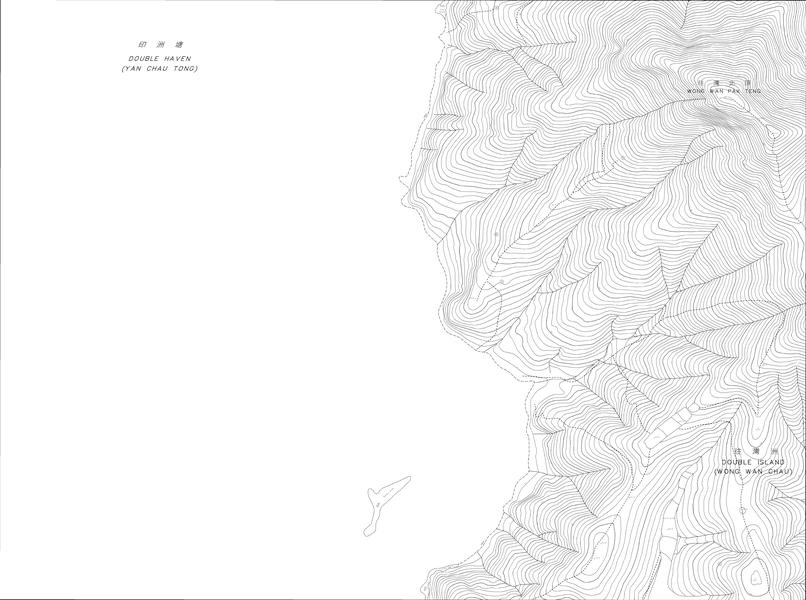 印 洲 塘
DOUBLE HAVEN
(YAN CHAU TONG)
往 灣 北 頂
WONG WAN PAK TENG
往 灣 洲
DOUBLE ISLAND
(WONG WAN CHAU)